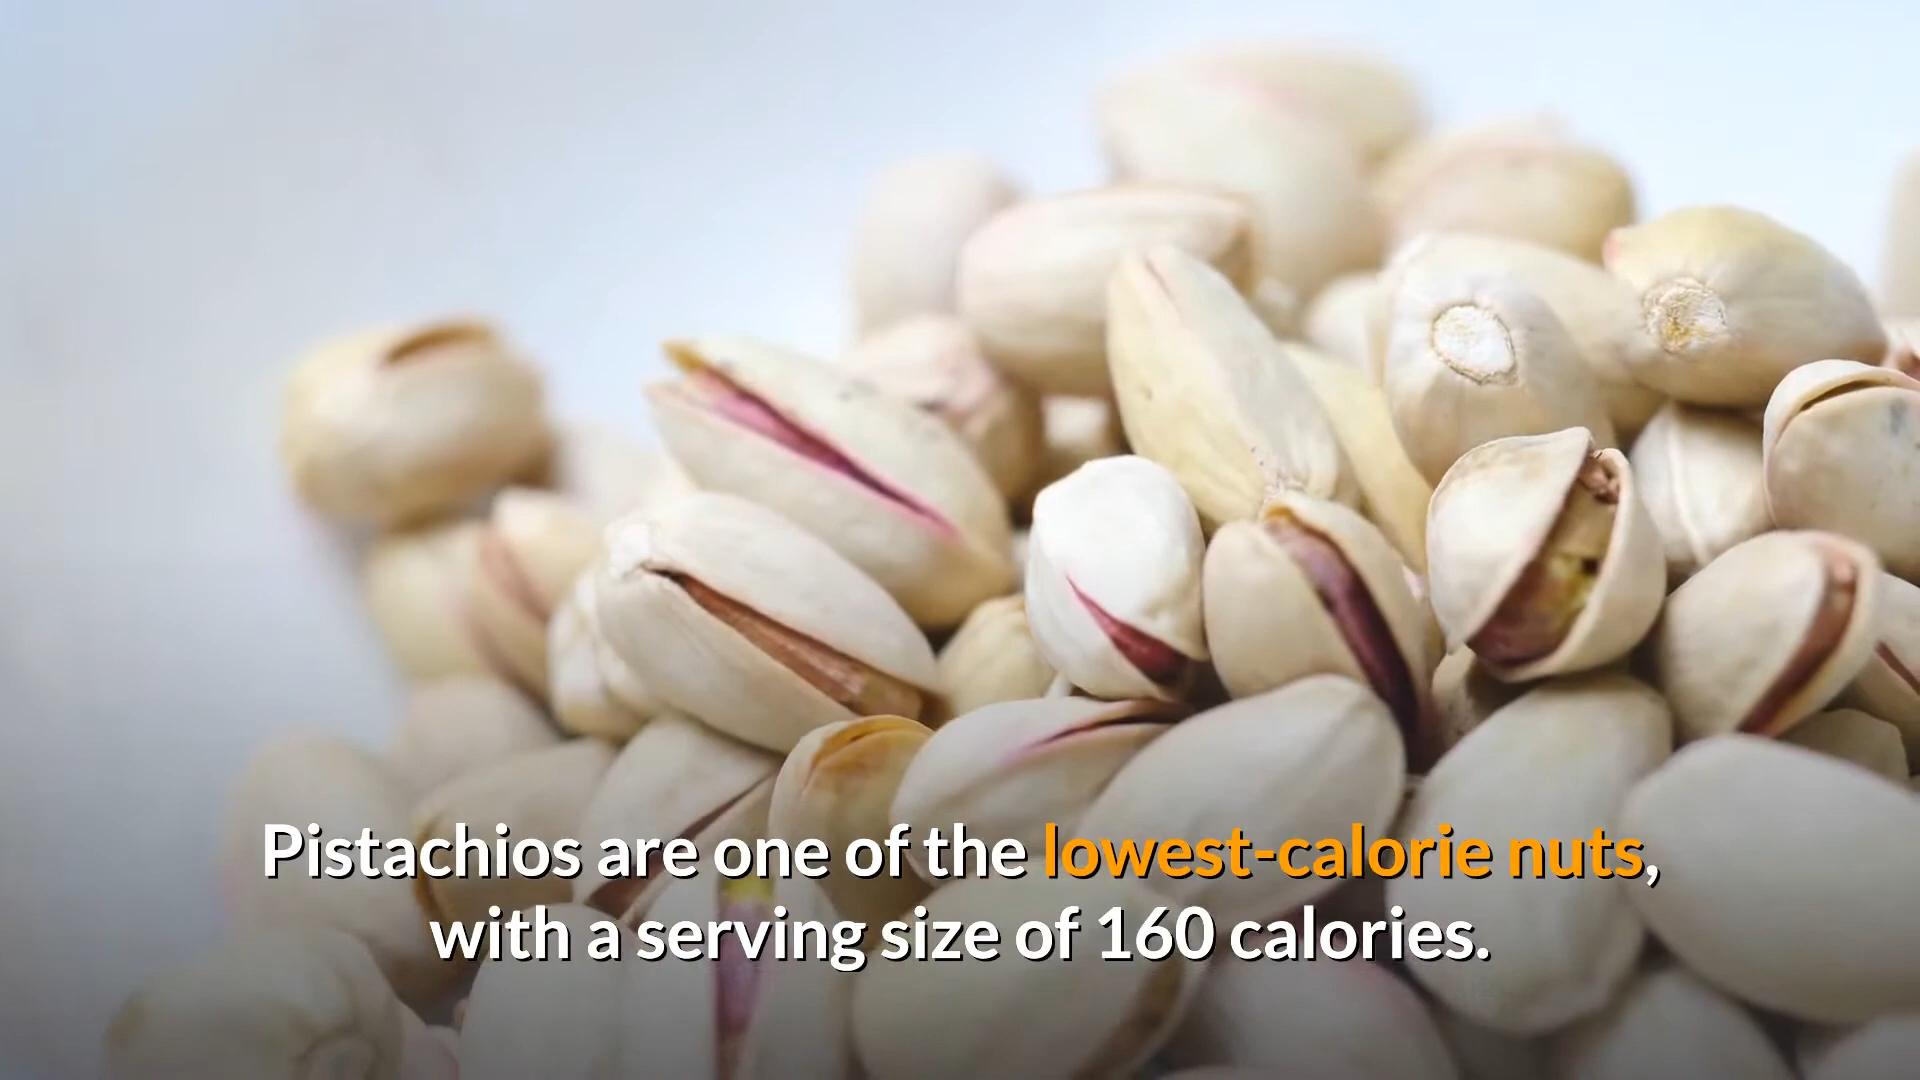 Pistachios are one of the lowest-calorie nuts,
with a serving size of 160 calories.